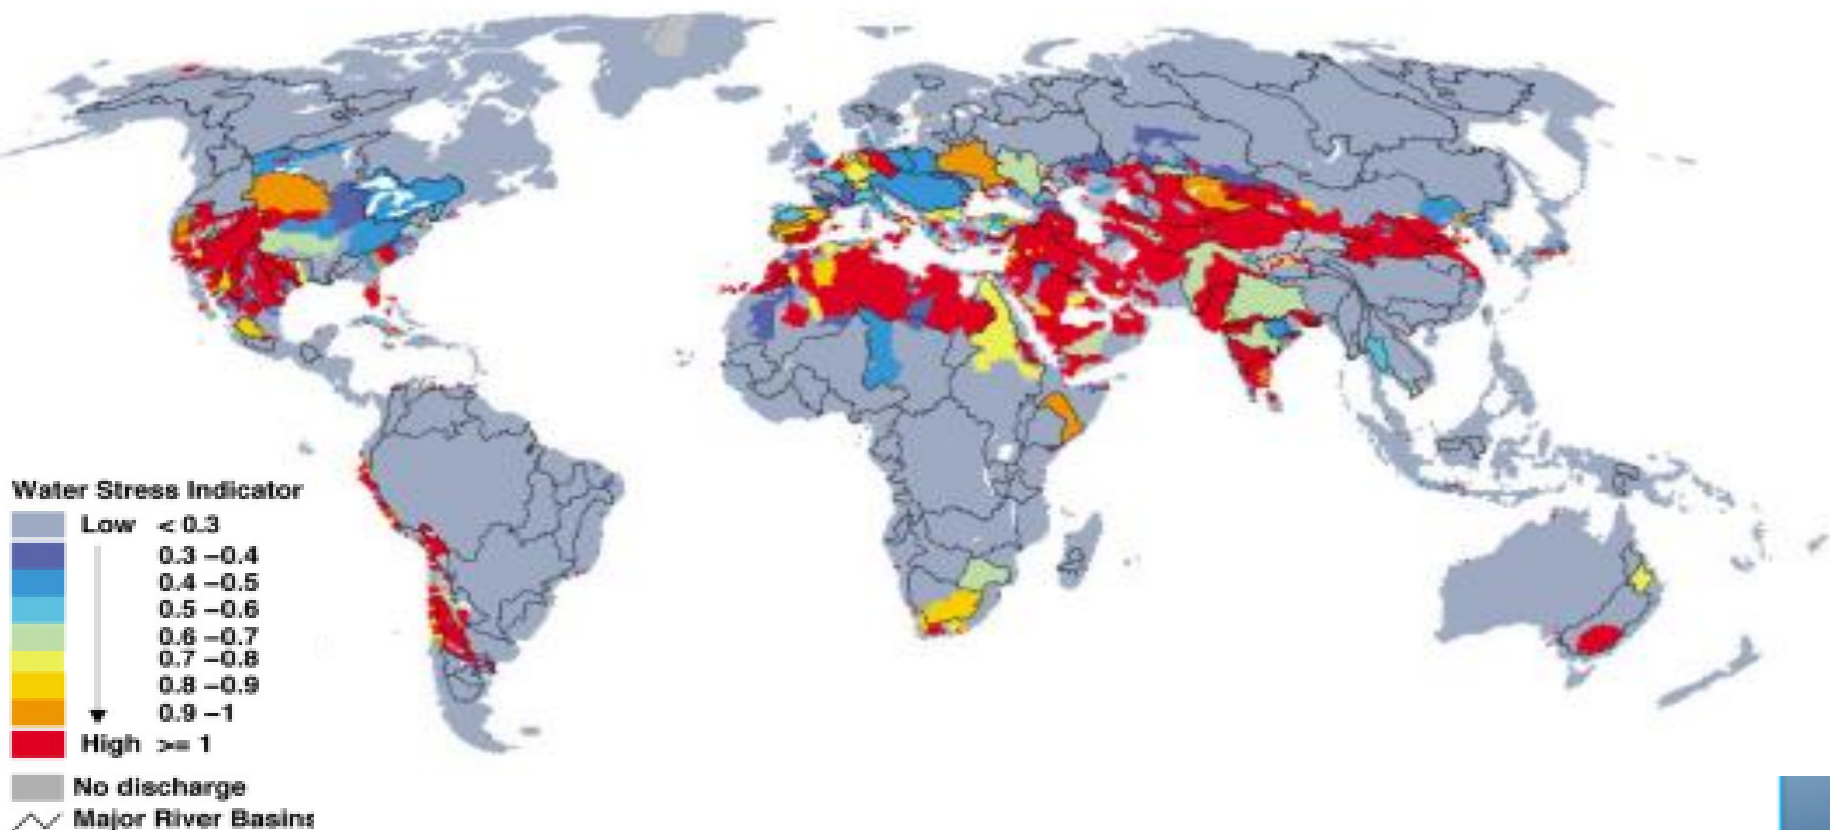 Water Stress Indicator
Low < 0.3
0.3 –0.4
0.4 –0.5
0.5 –0.6
0.6 –0.7
0.7 –0.8
0.8 –0.9
0.9 –1
High >= 1
No discharge
Major River Basins